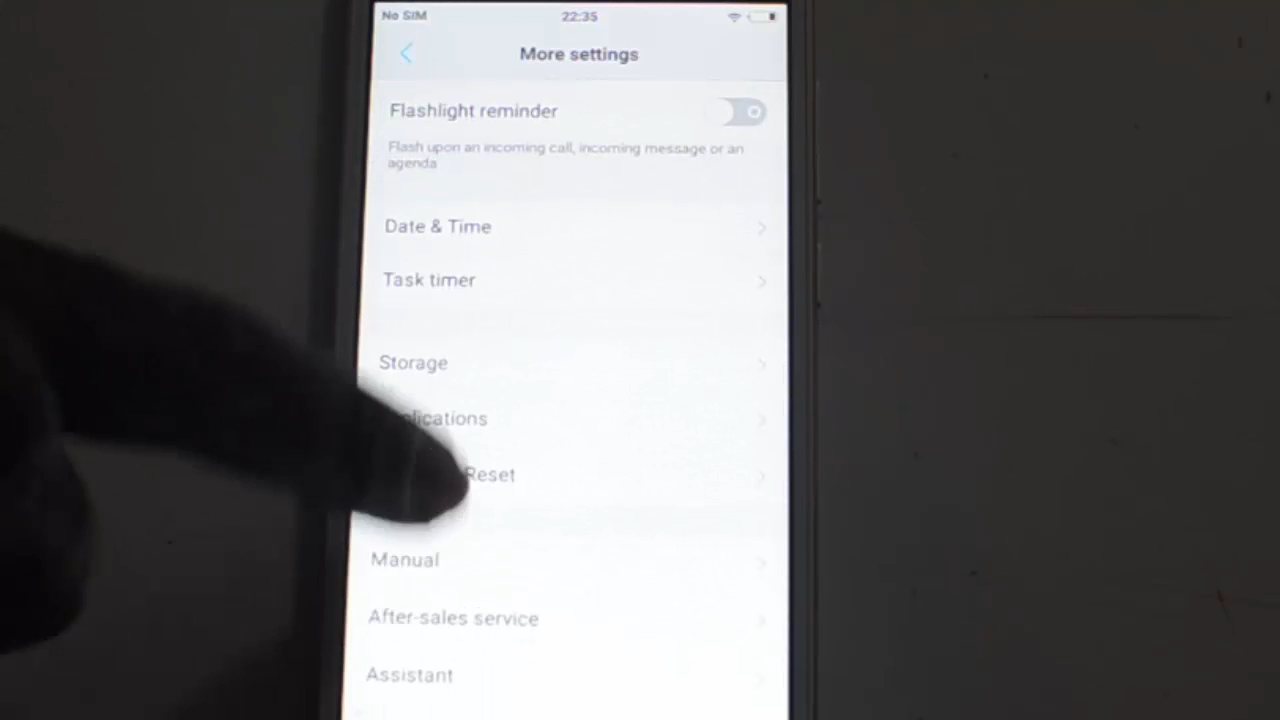 No SIM 22:35
More settings
Flashlight reminder
Flash upon an incoming call, incoming message or an
agenda
Date & Time
Task timer
Storage
Applications
Reset
Manual
After-sales service
Assistant